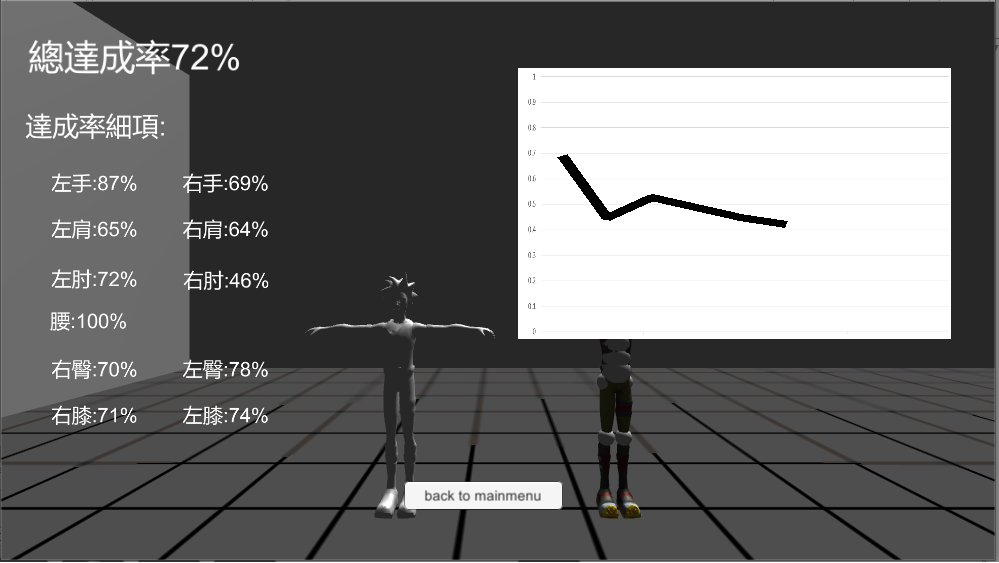 總達成率72%
達成率細項:
左手:87% 右手:69%
左肩:65% 右肩:64%
左肘:72% 右肘:46%
腰:100%
右臀:70% 左臀:78%
右膝:71% 左膝:74%
1
0.9
0.8
0.7
0.6
0.5
0.4
0.3
0.2
0.1
0
back to mainmenu